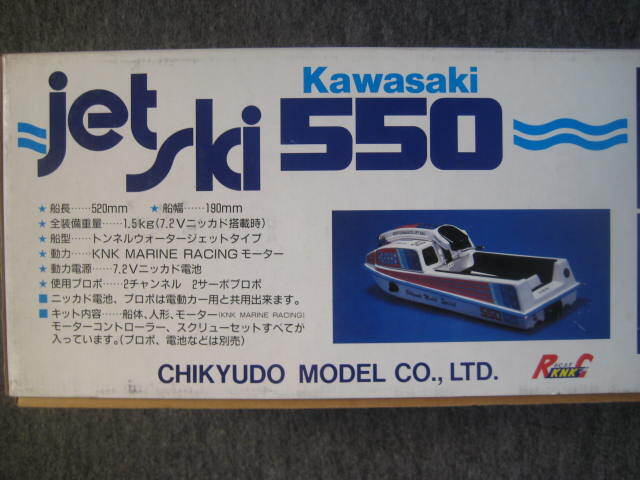 jet ski
Kawasaki
550
★船長……520mm ★船幅……190mm
★全装備重量……1.5kg(7.2Vニッカド搭載時)
★船型……トンネルウォータージェットタイプ
★動力……KNK MARINE RACINGモーター
★動力電源……7.2Vニッカド電池
★使用プロポ……2チャンネル 2サーボプロポ
■ニッカド電池、プロポは電動カー用と共用出来ます。
■キット内容……船体、人形、モーター(KNK MARINE RACING)
モーターコントローラー、スクリューセットすべてが
入っています。(プロポ、電池などは別売)
550
CHIKYUDO MODEL CO., LTD.
KNK